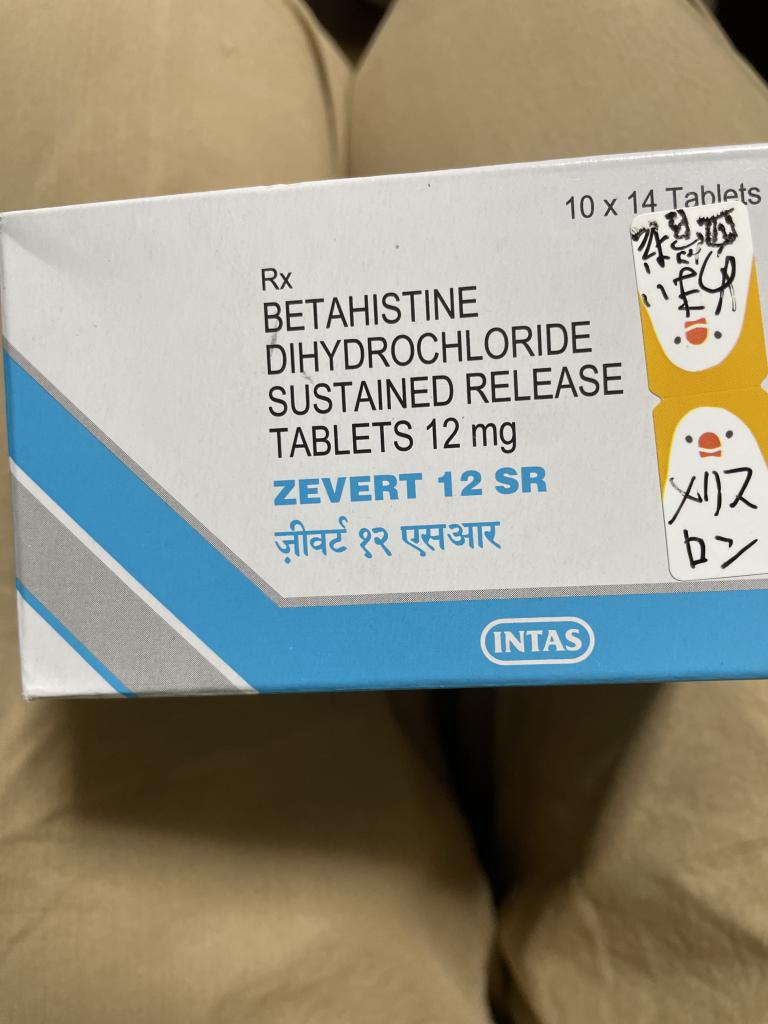 10 x 14 Tablets
Rx
BETAHISTINE
DIHYDROCHLORIDE
SUSTAINED RELEASE
TABLETS 12 mg
ZEVERT 12 SR
ज़ीवर्ट १२ एसआर
メリス
ロン
INTAS